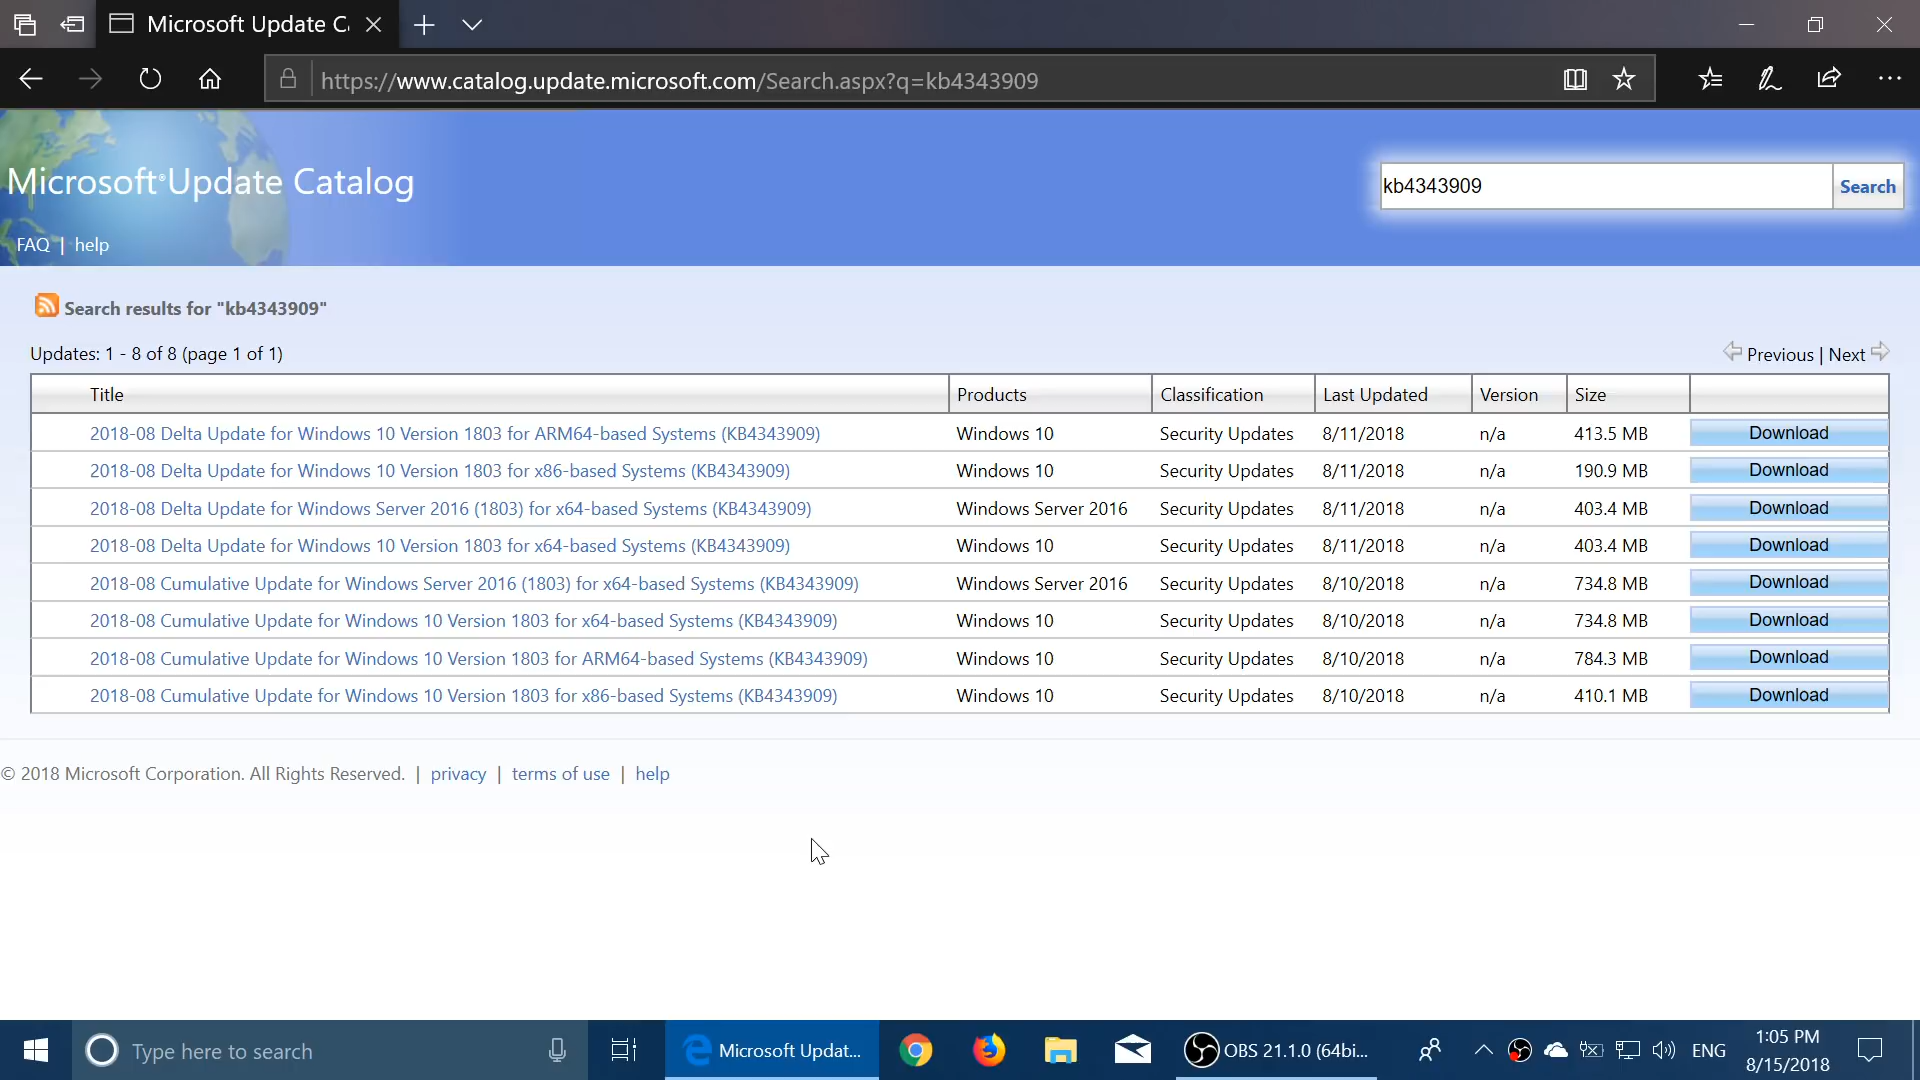 Microsoft Update C
https://www.catalog.update.microsoft.com/Search.aspx?q=kb4343909
Microsoft® Update Catalog
kb4343909
Search
FAQ | help
Search results for "kb4343909"
Updates: 1 - 8 of 8 (page 1 of 1)
Previous | Next
Title Products Classification Last Updated Version Size
2018-08 Delta Update for Windows 10 Version 1803 for ARM64-based Systems (KB4343909) Windows 10 Security Updates 8/11/2018 n/a 413.5 MB Download
2018-08 Delta Update for Windows 10 Version 1803 for x86-based Systems (KB4343909) Windows 10 Security Updates 8/11/2018 n/a 190.9 MB Download
2018-08 Delta Update for Windows Server 2016 (1803) for x64-based Systems (KB4343909) Windows Server 2016 Security Updates 8/11/2018 n/a 403.4 MB Download
2018-08 Delta Update for Windows 10 Version 1803 for x64-based Systems (KB4343909) Windows 10 Security Updates 8/11/2018 n/a 403.4 MB Download
2018-08 Cumulative Update for Windows Server 2016 (1803) for x64-based Systems (KB4343909) Windows Server 2016 Security Updates 8/10/2018 n/a 734.8 MB Download
2018-08 Cumulative Update for Windows 10 Version 1803 for x64-based Systems (KB4343909) Windows 10 Security Updates 8/10/2018 n/a 734.8 MB Download
2018-08 Cumulative Update for Windows 10 Version 1803 for ARM64-based Systems (KB4343909) Windows 10 Security Updates 8/10/2018 n/a 784.3 MB Download
2018-08 Cumulative Update for Windows 10 Version 1803 for x86-based Systems (KB4343909) Windows 10 Security Updates 8/10/2018 n/a 410.1 MB Download
© 2018 Microsoft Corporation. All Rights Reserved. | privacy | terms of use | help
Type here to search
Microsoft Updat...
OBS 21.1.0 (64bi...
ENG
1:05 PM
8/15/2018